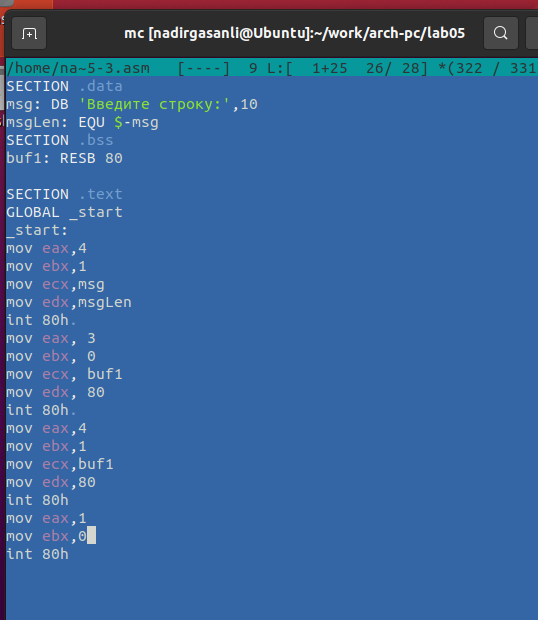 mc [nadirgasanli@Ubuntu]:~/work/arch-pc/lab05
/home/na~5-3.asm [----] 9 L:[ 1+25 26/ 28] *(322 / 331
SECTION .data
msg: DB 'Введите строку:',10
msgLen: EQU $-msg
SECTION .bss
buf1: RESB 80
SECTION .text
GLOBAL _start
_start:
mov eax,4
mov ebx,1
mov ecx,msg
mov edx,msgLen
int 80h.
mov eax, 3
mov ebx, 0
mov ecx, buf1
mov edx, 80
int 80h.
mov eax,4
mov ebx,1
mov ecx,buf1
mov edx,80
int 80h
mov eax,1
mov ebx,0
int 80h